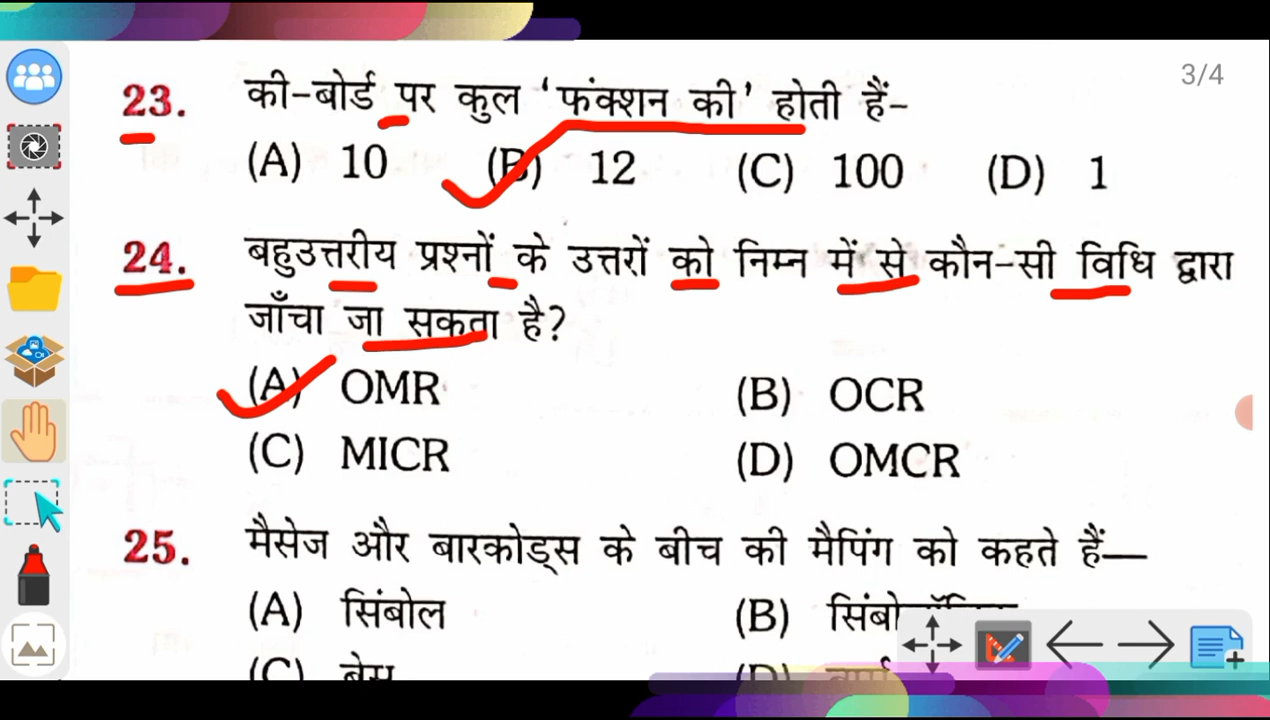 3/4
23. की-बोर्ड पर कुल ‘फंक्शन की’ होती हैं-
(A) 10 (B) 12 (C) 100 (D) 1
24. बहुउत्तरीय प्रश्नों के उत्तरों को निम्न में से कौन-सी विधि द्वारा
जाँचा जा सकता है?
(A) OMR (B) OCR
(C) MICR (D) OMCR
25. मैसेज और बारकोड्स के बीच की मैपिंग को कहते हैं—
(A) सिंबोल (B)
(C) (D)